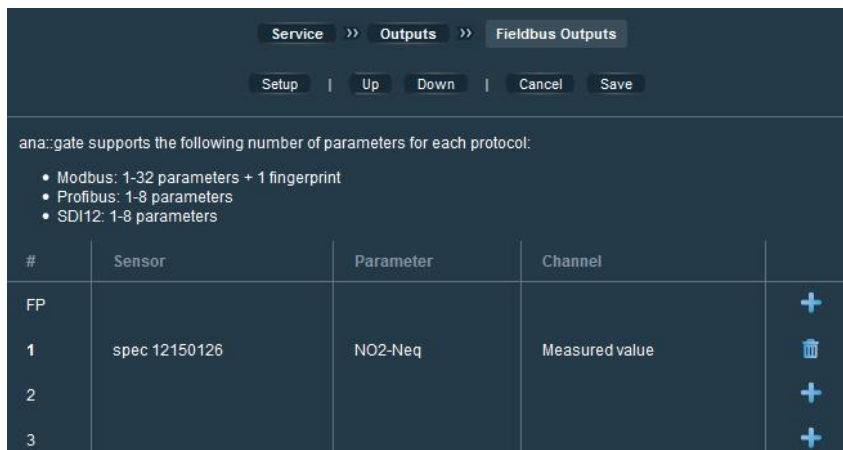 Service » Outputs » Fieldbus Outputs
Setup | Up Down | Cancel Save
ana::gate supports the following number of parameters for each protocol:
• Modbus: 1-32 parameters + 1 fingerprint
• Profibus: 1-8 parameters
• SDI12: 1-8 parameters
# Sensor Parameter Channel
FP
1 spec 12150126 NO2-Neq Measured value
2
3